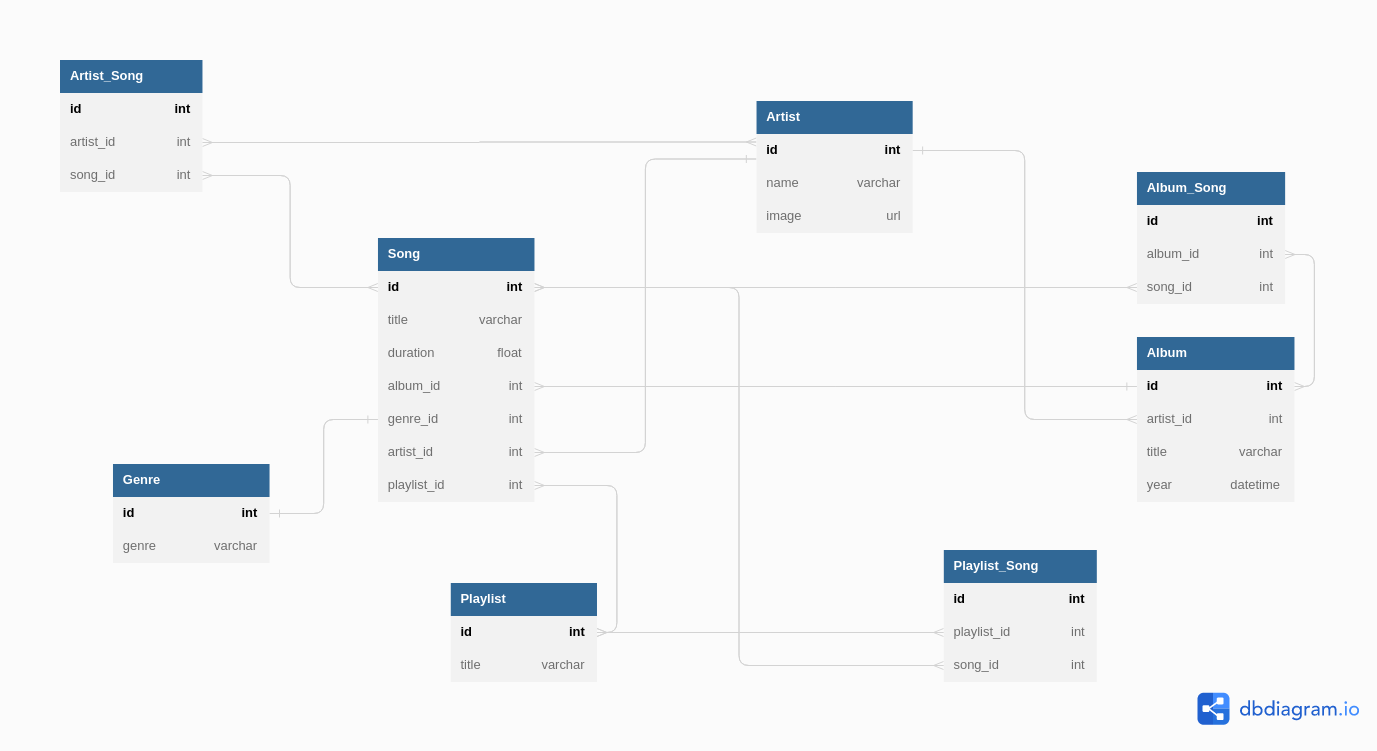 Artist_Song
id int
artist_id int
song_id int
Artist
id int
name varchar
image url
Album_Song
id int
album_id int
song_id int
Song
id int
title varchar
duration float
album_id int
genre_id int
artist_id int
playlist_id int
Album
id int
artist_id int
title varchar
year datetime
Genre
id int
genre varchar
Playlist
id int
title varchar
Playlist_Song
id int
playlist_id int
song_id int
dbdiagram.io